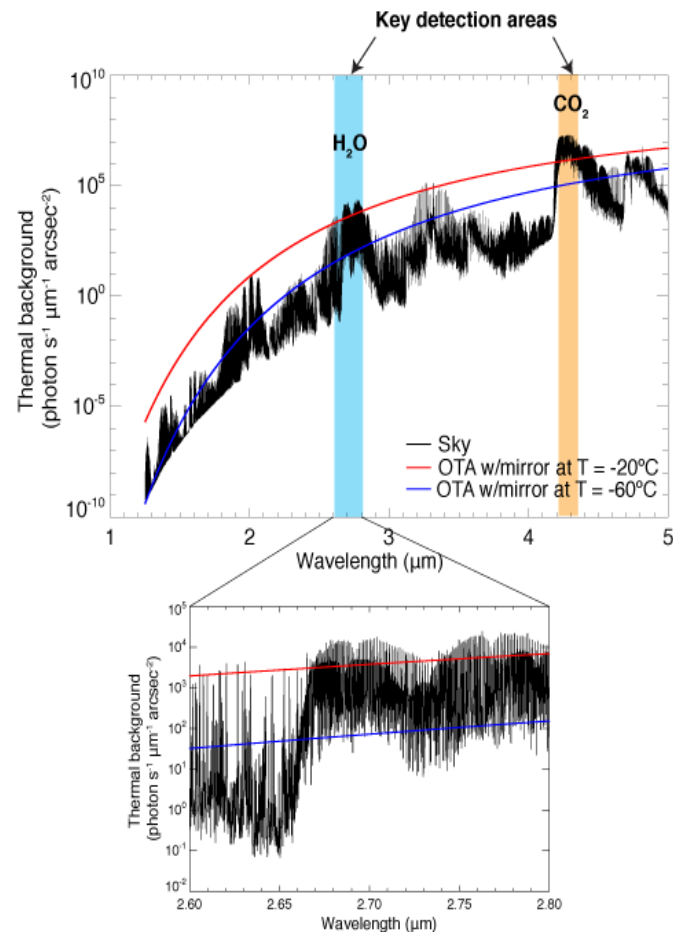 Key detection areas
10^10
CO₂
H₂O
10^5
10^0
10^-5
10^-10
Thermal background
(photon s⁻¹ μm⁻¹ arcsec⁻²)
Sky
OTA w/mirror at T = -20ºC
OTA w/mirror at T = -60ºC
1 2 3 4 5
Wavelength (μm)
10^5
10^4
10^3
10^2
10^1
10^0
10^-1
10^-2
Thermal background
(photon s⁻¹ μm⁻¹ arcsec⁻²)
2.60 2.65 2.70 2.75 2.80
Wavelength (μm)